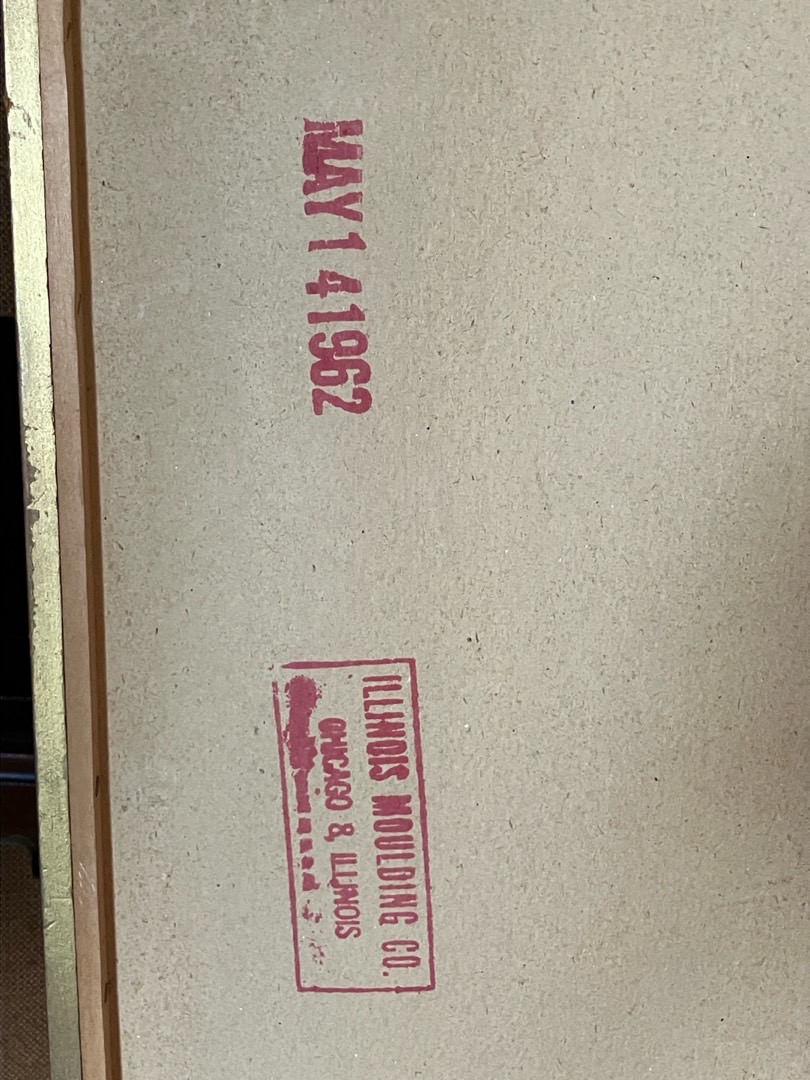 MAY 14 1962
ILLINOIS MOULDING CO.
CHICAGO 8, ILLINOIS